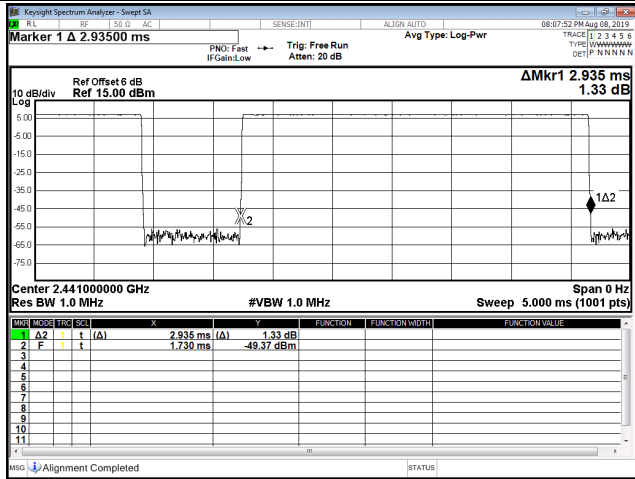 Keysight Spectrum Analyzer - Swept SA
RL RF 50 Ω AC SENSE:INT ALIGN AUTO 08:07:52 PM Aug 08, 2019
Marker 1 Δ 2.93500 ms Avg Type: Log-Pwr TRACE 1 2 3 4 5 6
PNO: Fast Trig: Free Run TYPE WWWWWW
IFGain:Low Atten: 20 dB DET P N N N N N
ΔMkr1 2.935 ms
1.33 dB
Ref Offset 6 dB
10 dB/div Ref 15.00 dBm
Log
5.00
-5.00
-15.0
-25.0
-35.0
-45.0
-55.0
-65.0
-75.0
1Δ2
2
Center 2.441000000 GHz Span 0 Hz
Res BW 1.0 MHz #VBW 1.0 MHz Sweep 5.000 ms (1001 pts)
MKR MODE TRC SCL X Y FUNCTION FUNCTION WIDTH FUNCTION VALUE
1 Δ2 1 t (Δ) 2.935 ms (Δ) 1.33 dB
2 F 1 t 1.730 ms -49.37 dBm
3
4
5
6
7
8
9
10
11
MSG Alignment Completed STATUS